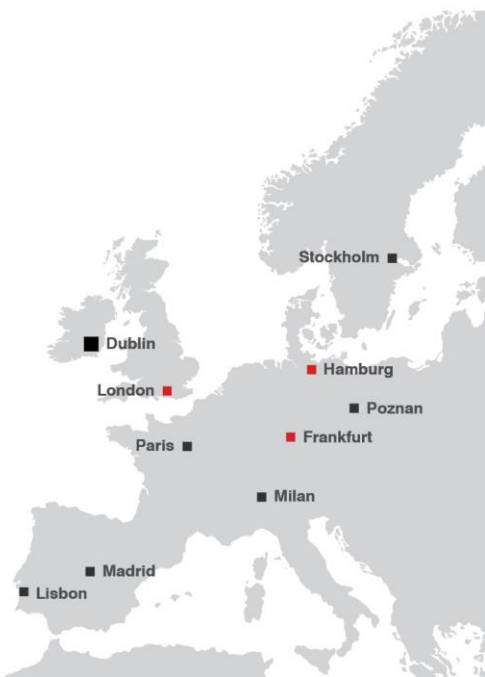 Stockholm
Dublin
Hamburg
London
Poznan
Frankfurt
Paris
Milan
Madrid
Lisbon